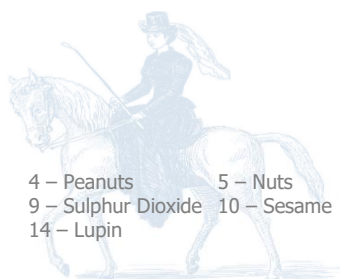 4 – Peanuts 5 – Nuts
9 – Sulphur Dioxide 10 – Sesame
14 – Lupin